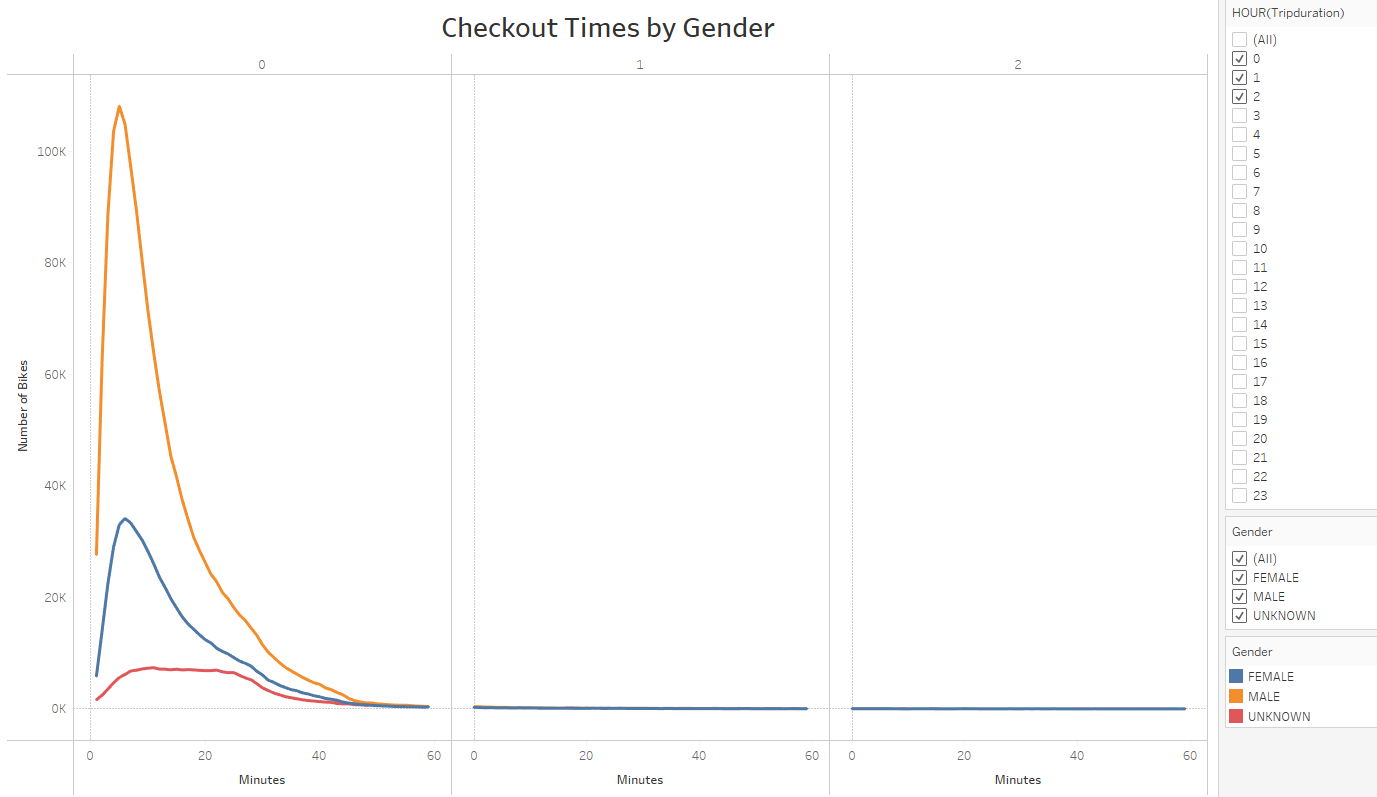 Checkout Times by Gender
0
1
2
100K
80K
60K
40K
20K
0K
Number of Bikes
0 20 40 60
0 20 40 60
0 20 40 60
Minutes
Minutes
Minutes
HOUR(Tripduration)
(All)
0
1
2
3
4
5
6
7
8
9
10
11
12
13
14
15
16
17
18
19
20
21
22
23
Gender
(All)
FEMALE
MALE
UNKNOWN
Gender
FEMALE
MALE
UNKNOWN